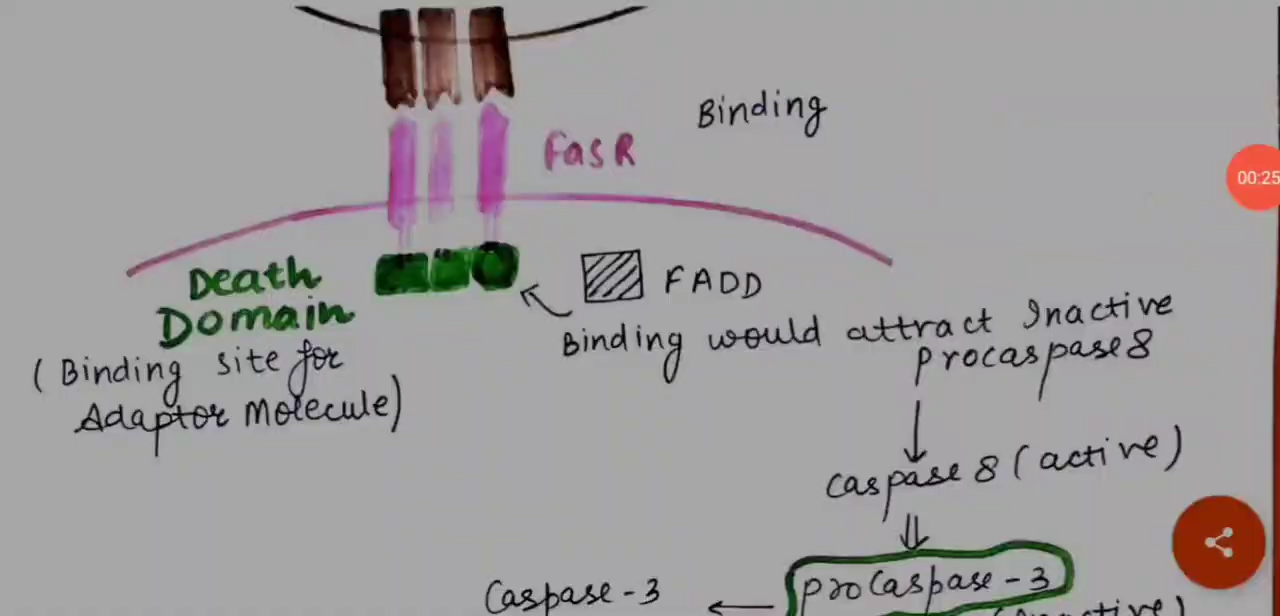 Binding
FasR
00:25
Death
Domain
(Binding site for
Adaptor Molecule)
FADD
Binding would attract Inactive
procaspase 8
caspase 8 (active)
procaspase-3
Caspase-3